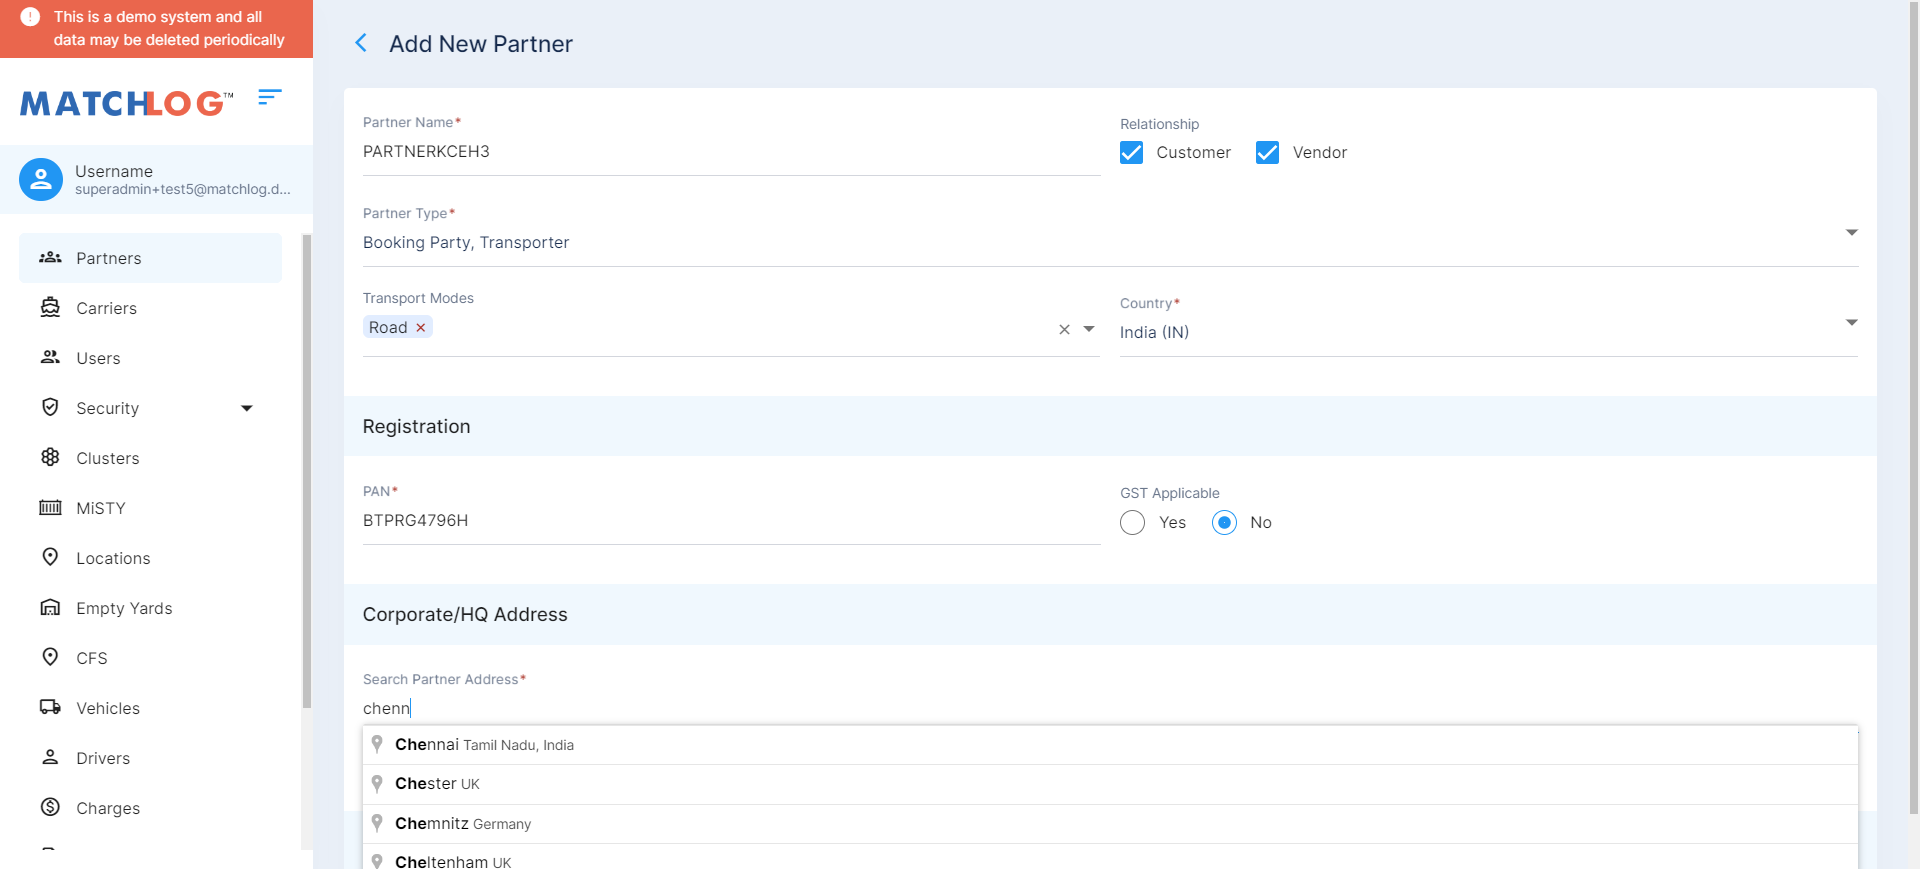 This is a demo system and all
data may be deleted periodically
MATCHLOG™
Username
superadmin+test5@matchlog.d...
Partners
Carriers
Users
Security
Clusters
MiSTY
Locations
Empty Yards
CFS
Vehicles
Drivers
Charges
Add New Partner
Partner Name*
PARTNERKCEH3
Relationship
Customer
Vendor
Partner Type*
Booking Party, Transporter
Transport Modes
Road ×
Country*
India (IN)
Registration
PAN*
BTPRG4796H
GST Applicable
Yes
No
Corporate/HQ Address
Search Partner Address*
chenn
Chennai Tamil Nadu, India
Chester UK
Chemnitz Germany
Cheltenham UK